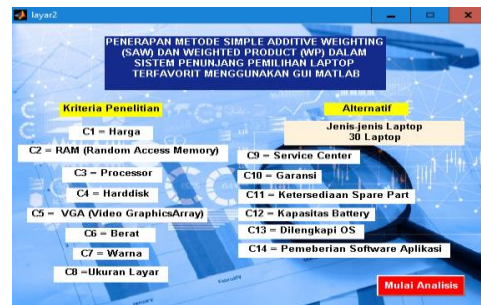 layar2
PENERAPAN METODE SIMPLE ADDITIVE WEIGHTING
(SAW) DAN WEIGHTED PRODUCT (WP) DALAM
SISTEM PENUNJANG PEMILIHAN LAPTOP
TERFAVORIT MENGGUNAKAN GUI MATLAB
Kriteria Penelitian
C1 = Harga
C2 = RAM (Random Access Memory)
C3 = Processor
C4 = Harddisk
C5 = VGA (Video GraphicsArray)
C6 = Berat
C7 = Warna
C8 =Ukuran Layar
Alternatif
Jenis-jenis Laptop
30 Laptop
C9 = Service Center
C10 = Garansi
C11 = Ketersediaan Spare Part
C12 = Kapasitas Battery
C13 = Dilengkapi OS
C14 = Pemeberian Software Aplikasi
Mulai Analisis
February